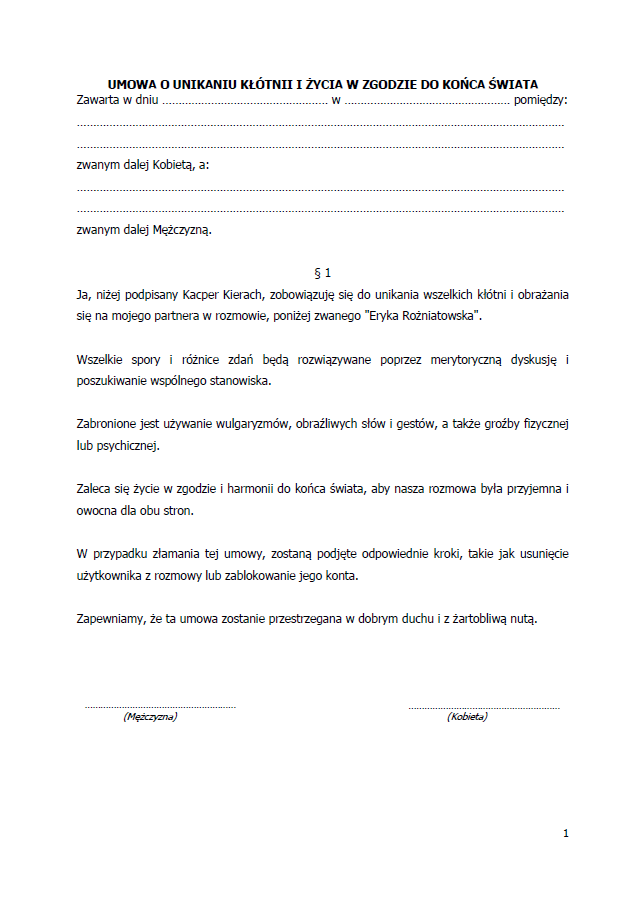 UMOWA O UNIKANIU KŁÓTNII I ŻYCIA W ZGODZIE DO KOŃCA ŚWIATA
Zawarta w dniu ................................................... w ................................................... pomiędzy:
......................................................................................................................................................
......................................................................................................................................................
zwanym dalej Kobietą, a:
......................................................................................................................................................
......................................................................................................................................................
zwanym dalej Mężczyzną.
§ 1
Ja, niżej podpisany Kacper Kierach, zobowiązuję się do unikania wszelkich kłótni i obrażania
się na mojego partnera w rozmowie, poniżej zwanego "Eryka Rożniatowska".
Wszelkie spory i różnice zdań będą rozwiązywane poprzez merytoryczną dyskusję i
poszukiwanie wspólnego stanowiska.
Zabronione jest używanie wulgaryzmów, obraźliwych słów i gestów, a także groźby fizycznej
lub psychicznej.
Zaleca się życie w zgodzie i harmonii do końca świata, aby nasza rozmowa była przyjemna i
owocna dla obu stron.
W przypadku złamania tej umowy, zostaną podjęte odpowiednie kroki, takie jak usunięcie
użytkownika z rozmowy lub zablokowanie jego konta.
Zapewniamy, że ta umowa zostanie przestrzegana w dobrym duchu i z żartobliwą nutą.
............................................................ ............................................................
(Mężczyzna) (Kobieta)
1